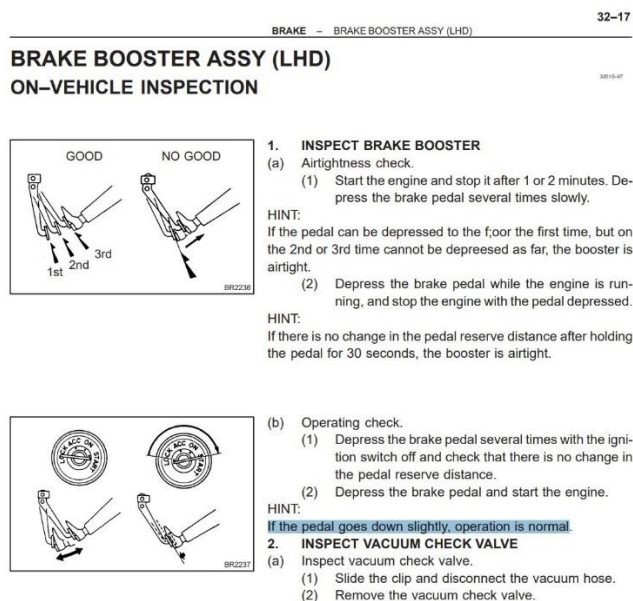 32–17
BRAKE – BRAKE BOOSTER ASSY (LHD)
BRAKE BOOSTER ASSY (LHD)
ON–VEHICLE INSPECTION
GOOD NO GOOD
1st 2nd 3rd
BR2238
1. INSPECT BRAKE BOOSTER
(a) Airtightness check.
(1) Start the engine and stop it after 1 or 2 minutes. De-
press the brake pedal several times slowly.
HINT:
If the pedal can be depressed to the f;oor the first time, but on
the 2nd or 3rd time cannot be depreesed as far, the booster is
airtight.
(2) Depress the brake pedal while the engine is run-
ning, and stop the engine with the pedal depressed.
HINT:
If there is no change in the pedal reserve distance after holding
the pedal for 30 seconds, the booster is airtight.
LOCK ACC ON START LOCK ACC ON START
BR2237
(b) Operating check.
(1) Depress the brake pedal several times with the igni-
tion switch off and check that there is no change in
the pedal reserve distance.
(2) Depress the brake pedal and start the engine.
HINT:
If the pedal goes down slightly, operation is normal.
2. INSPECT VACUUM CHECK VALVE
(a) Inspect vacuum check valve.
(1) Slide the clip and disconnect the vacuum hose.
(2) Remove the vacuum check valve.